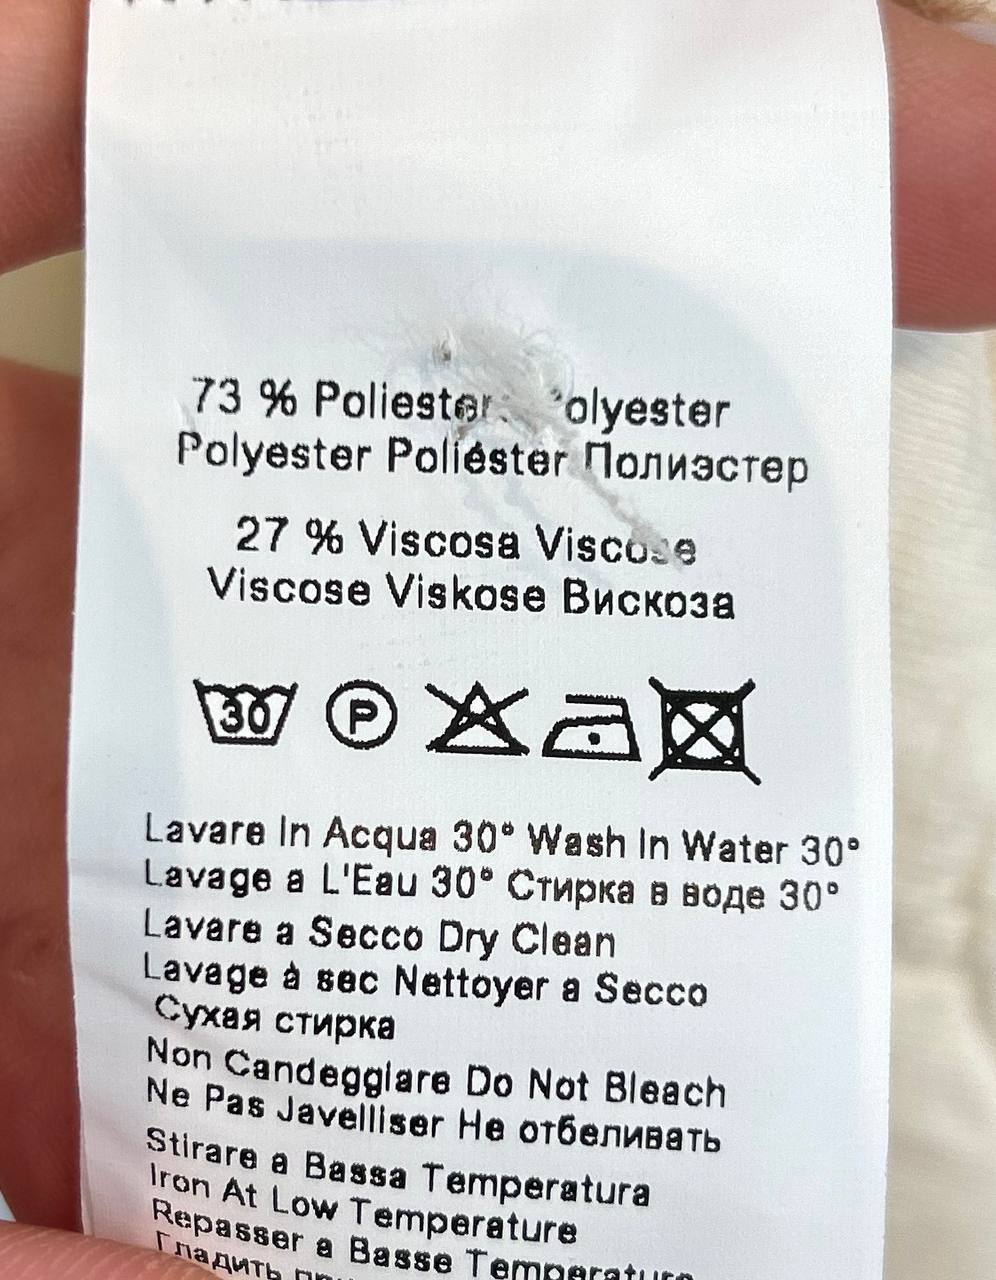 73 % Poliester olyester
Polyester Poliéster Полиэстер
27 % Viscosa Viscose
Viscose Viskose Вискоза
30 P
Lavare In Acqua 30° Wash In Water 30°
Lavage a L'Eau 30° Стирка в воде 30°
Lavare a Secco Dry Clean
Lavage à sec Nettoyer a Secco
Сухая стирка
Non Candeggiare Do Not Bleach
Ne Pas Javelliser Не отбеливать
Stirare a Bassa Temperatura
Iron At Low Temperature
Repasser a Basse Temperature
Гладить